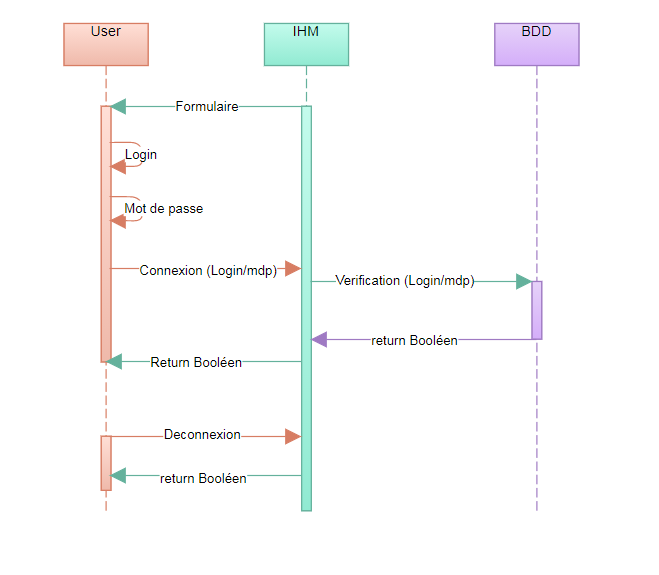 User
IHM
BDD
Formulaire
Login
Mot de passe
Connexion (Login/mdp)
Verification (Login/mdp)
return Booléen
Return Booléen
Deconnexion
return Booléen